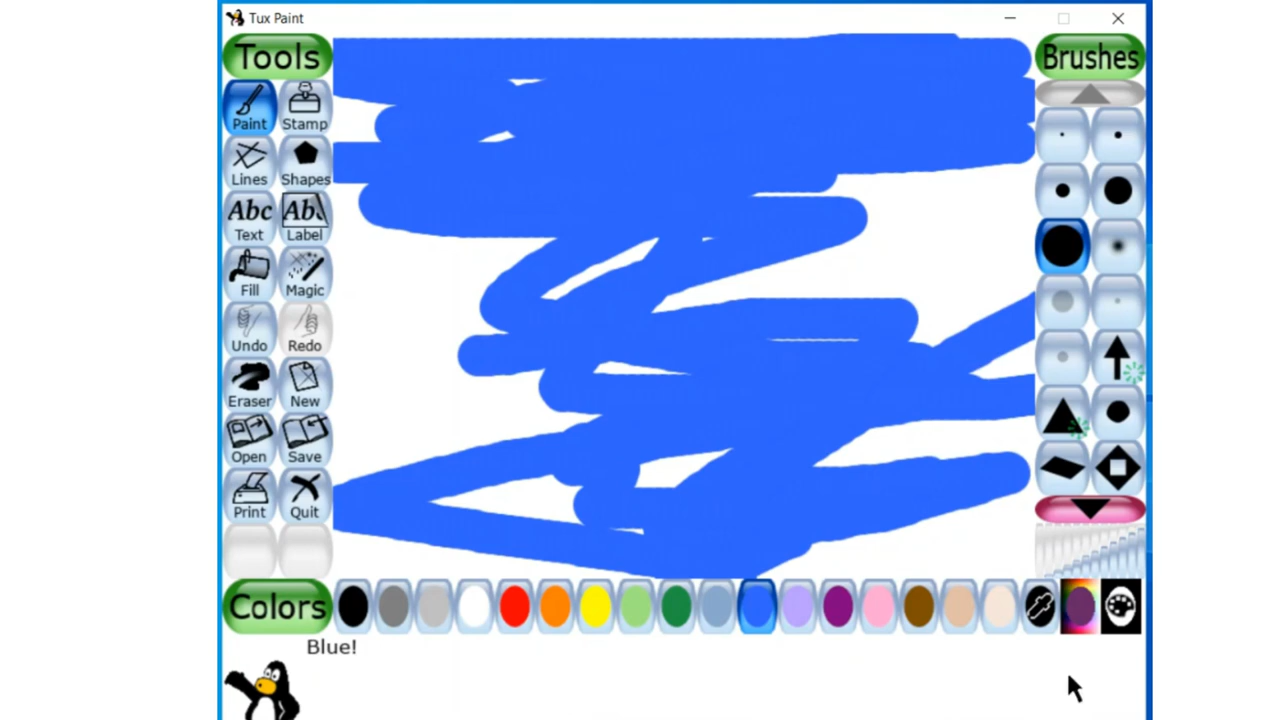 Tux Paint
Tools
Brushes
Paint Stamp
Lines Shapes
Abc Abc
Text Label
Fill Magic
Undo Redo
Eraser New
Open Save
Print Quit
Colors
Blue!